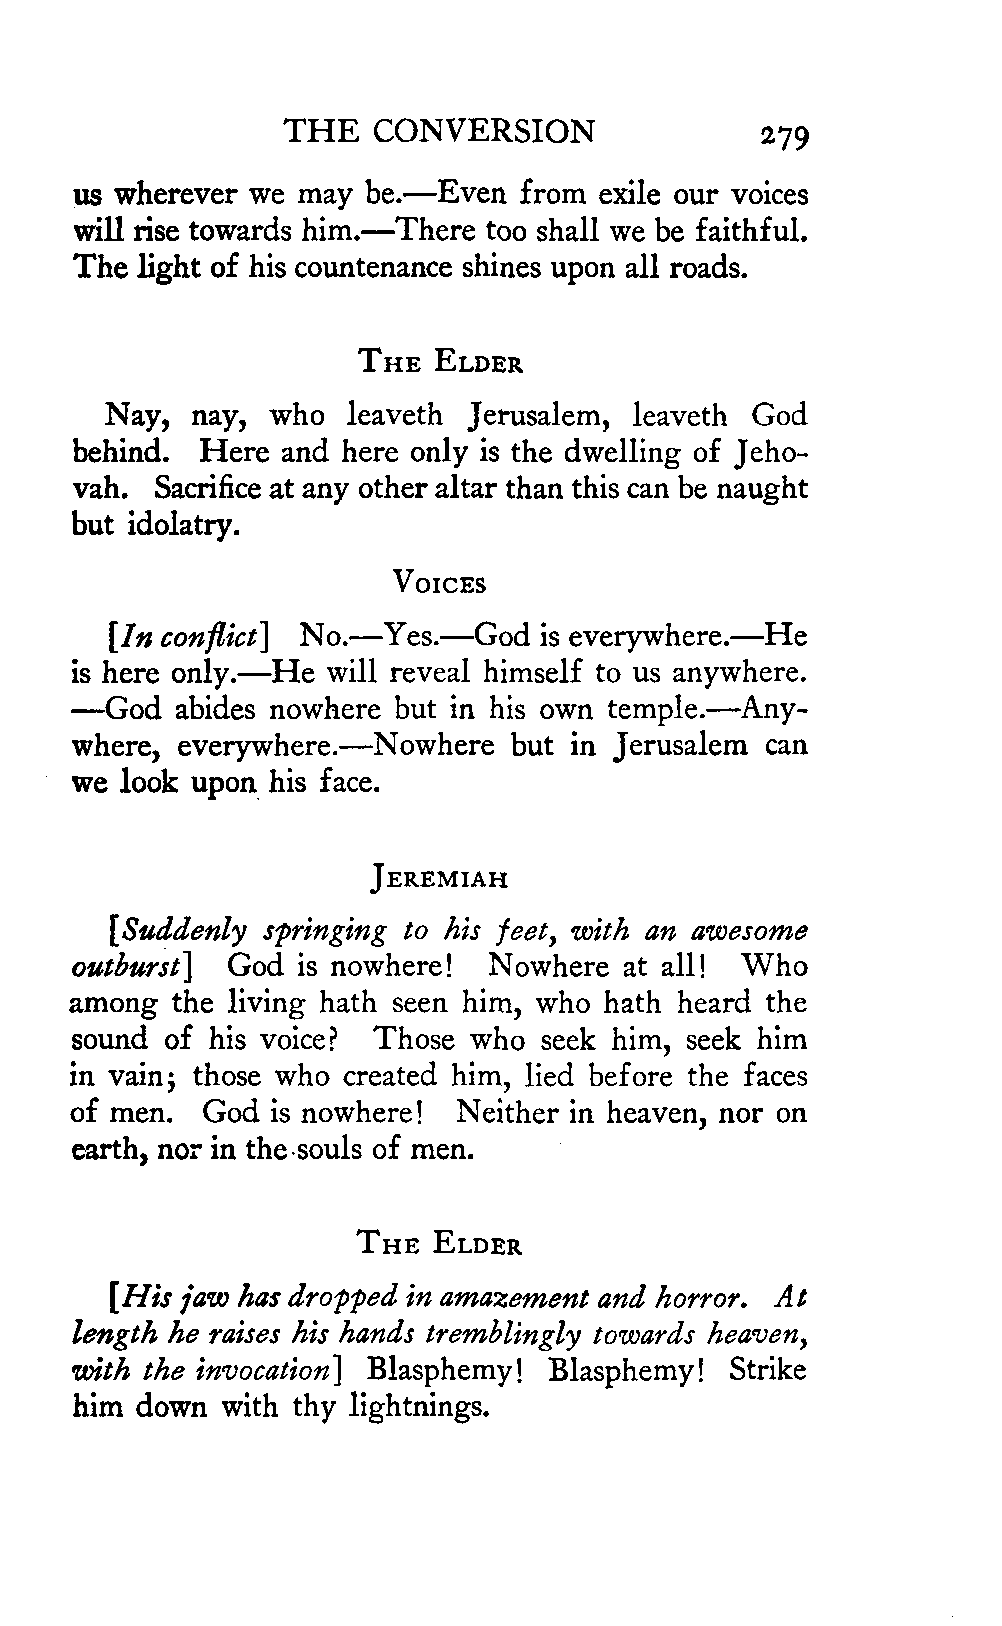 THE CONVERSION 279
us wherever we may be.—Even from exile our voices
will rise towards him.—There too shall we be faithful.
The light of his countenance shines upon all roads.
THE ELDER
Nay, nay, who leaveth Jerusalem, leaveth God
behind. Here and here only is the dwelling of Jeho-
vah. Sacrifice at any other altar than this can be naught
but idolatry.
VOICES
[In conflict] No.—Yes.—God is everywhere.—He
is here only.—He will reveal himself to us anywhere.
—God abides nowhere but in his own temple.—Any-
where, everywhere.—Nowhere but in Jerusalem can
we look upon his face.
JEREMIAH
[Suddenly springing to his feet, with an awesome
outburst] God is nowhere! Nowhere at all! Who
among the living hath seen him, who hath heard the
sound of his voice? Those who seek him, seek him
in vain; those who created him, lied before the faces
of men. God is nowhere! Neither in heaven, nor on
earth, nor in the souls of men.
THE ELDER
[His jaw has dropped in amazement and horror. At
length he raises his hands tremblingly towards heaven,
with the invocation] Blasphemy! Blasphemy! Strike
him down with thy lightnings.